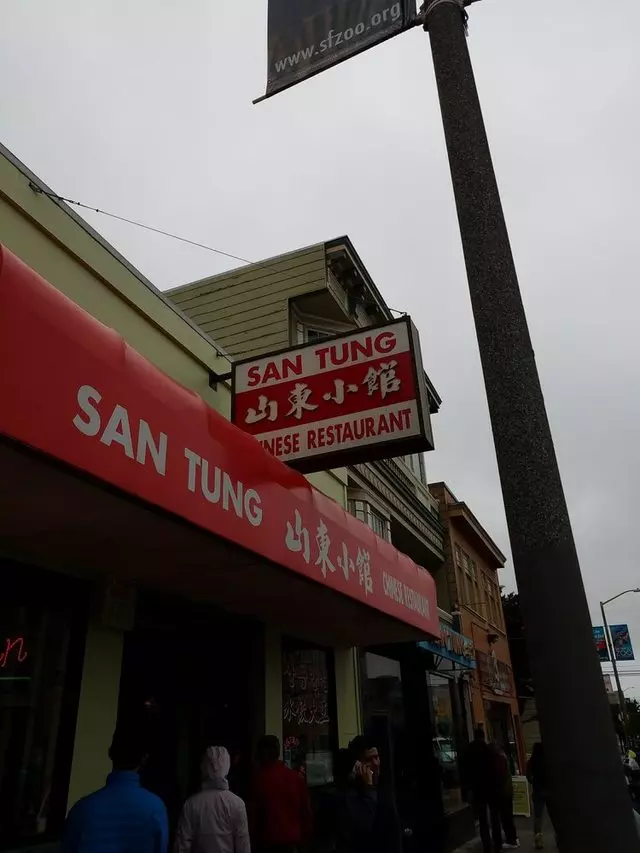 www.sfzoo.org
SAN TUNG
山東小館
NESE RESTAURANT
SAN TUNG 山東小館 CHINESE RESTAURANT